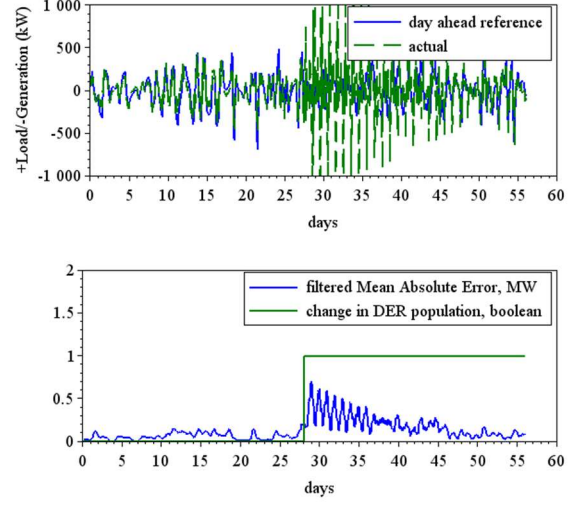 +Load/-Generation (kW)
1 000
500
0
-500
-1 000
day ahead reference
actual
0 5 10 15 20 25 30 35 40 45 50 55 60
days
2
1.5
1
0.5
0
filtered Mean Absolute Error, MW
change in DER population, boolean
0 5 10 15 20 25 30 35 40 45 50 55 60
days